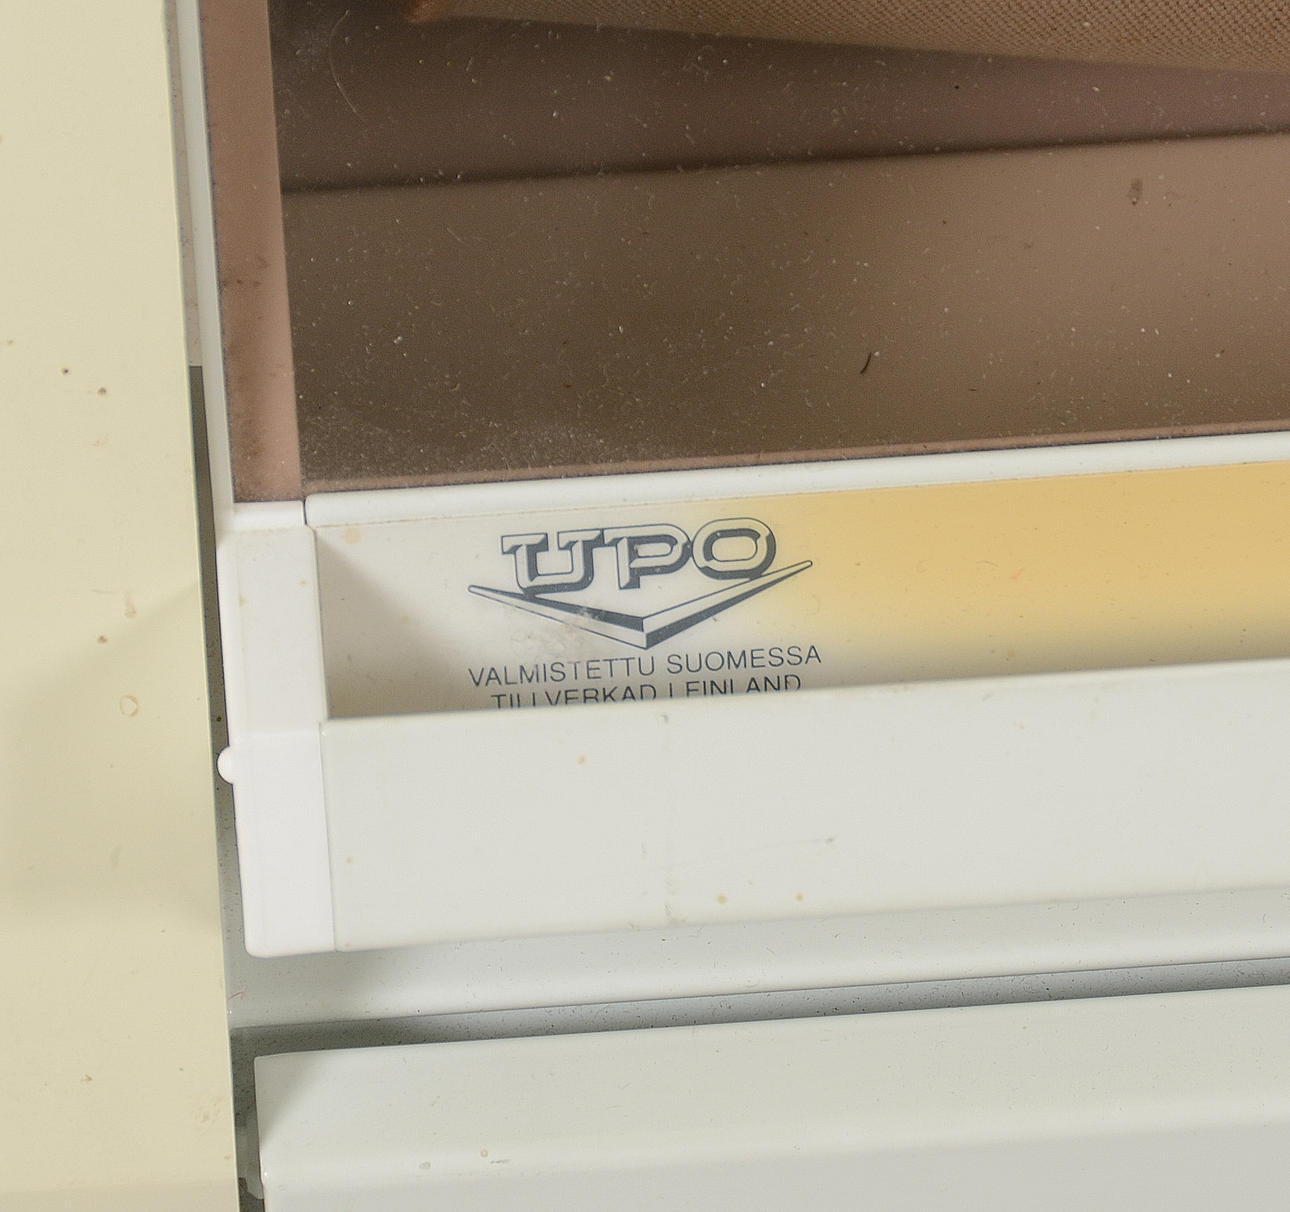 UPO
VALMISTETTU SUOMESSA
TILLVERKAD I FINLAND